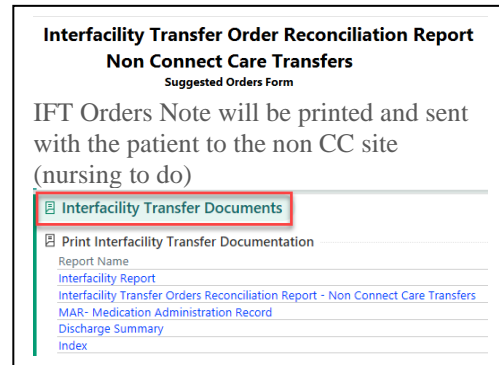 Interfacility Transfer Order Reconciliation Report
Non Connect Care Transfers
Suggested Orders Form
IFT Orders Note will be printed and sent
with the patient to the non CC site
(nursing to do)
Interfacility Transfer Documents
Print Interfacility Transfer Documentation
Report Name
Interfacility Report
Interfacility Transfer Orders Reconciliation Report - Non Connect Care Transfers
MAR- Medication Administration Record
Discharge Summary
Index